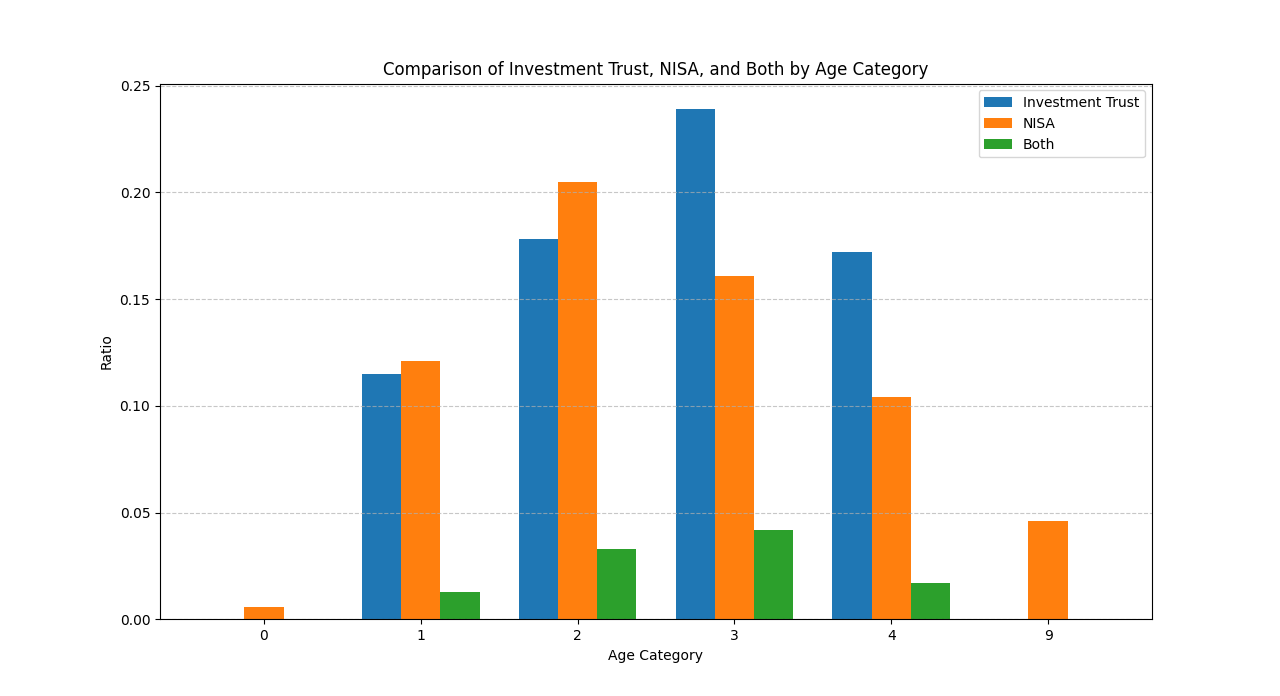 Comparison of Investment Trust, NISA, and Both by Age Category
0.25
0.20
0.15
0.10
0.05
0.00
Ratio
Investment Trust
NISA
Both
0 1 2 3 4 9
Age Category